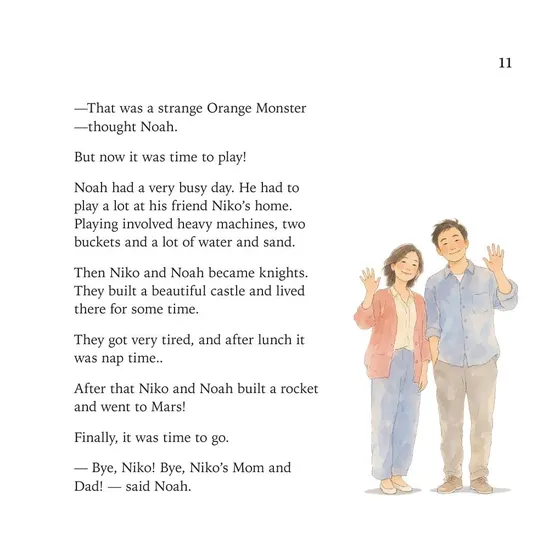 11
—That was a strange Orange Monster
—thought Noah.
But now it was time to play!
Noah had a very busy day. He had to
play a lot at his friend Niko’s home.
Playing involved heavy machines, two
buckets and a lot of water and sand.
Then Niko and Noah became knights.
They built a beautiful castle and lived
there for some time.
They got very tired, and after lunch it
was nap time..
After that Niko and Noah built a rocket
and went to Mars!
Finally, it was time to go.
— Bye, Niko! Bye, Niko’s Mom and
Dad! — said Noah.